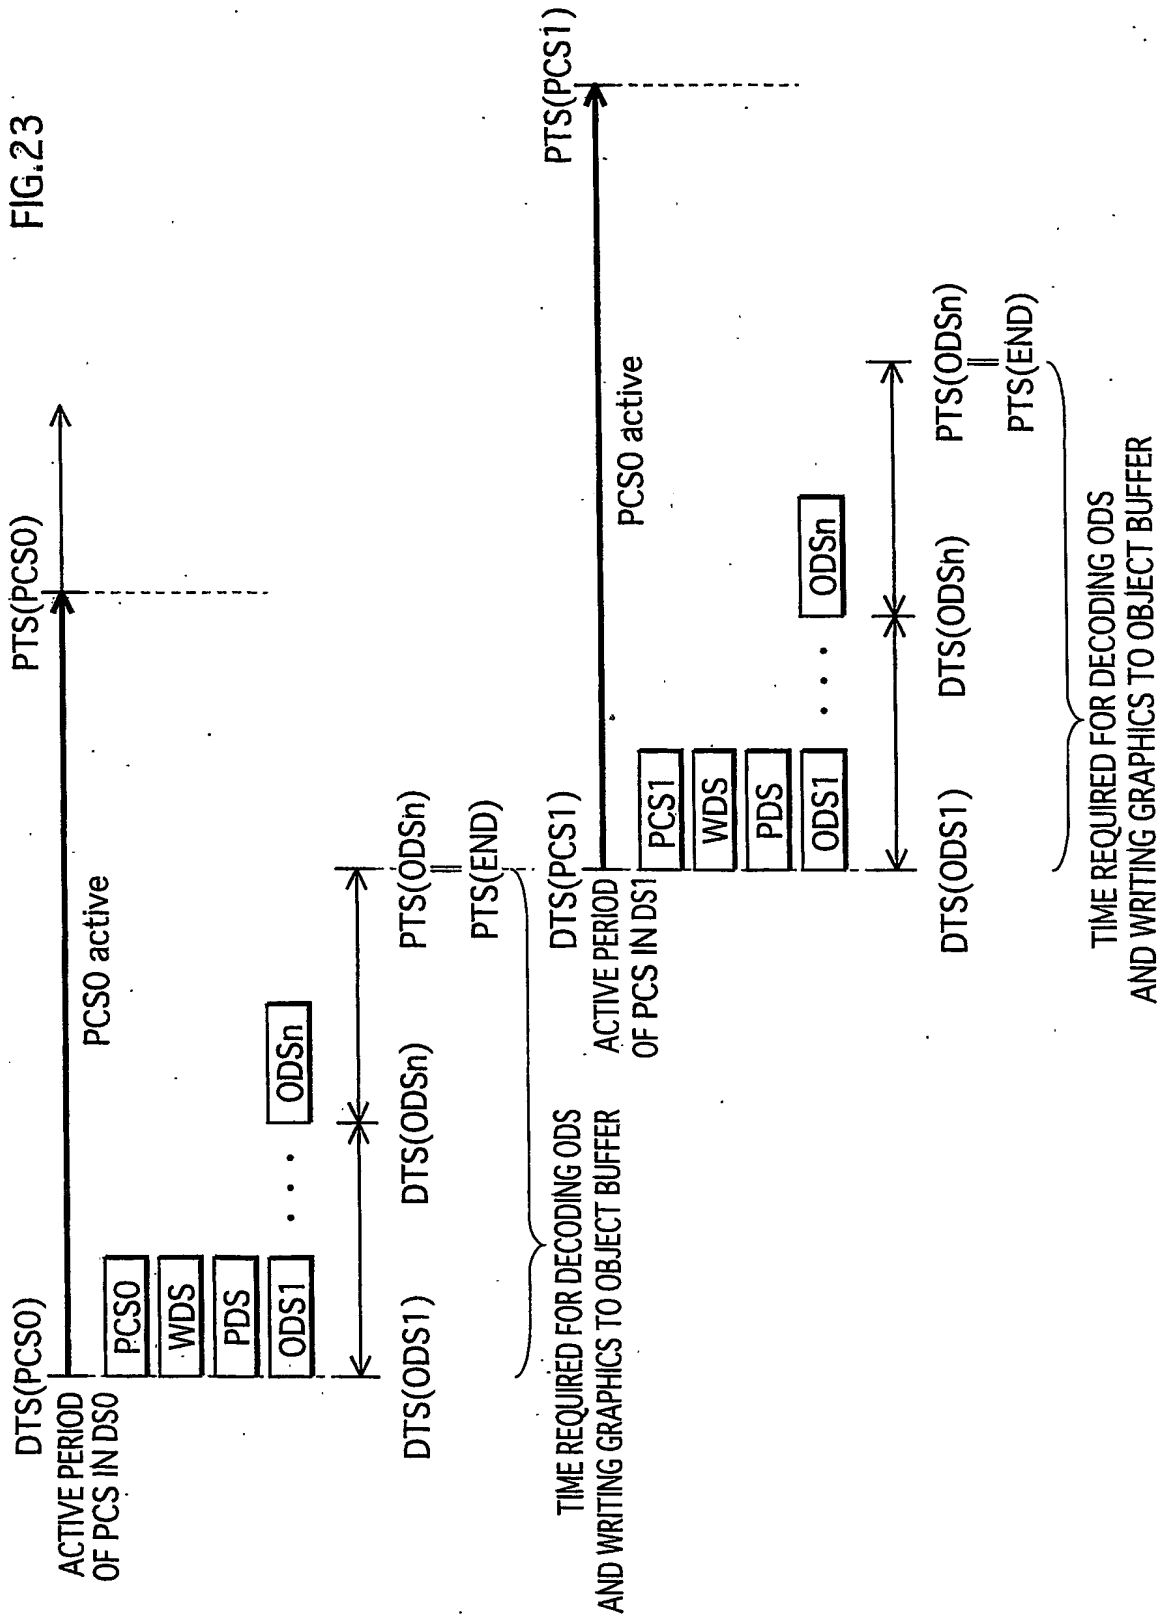 FIG.23
DTS(PCS0)
PTS(PCS0)
ACTIVE PERIOD
OF PCS IN DS0
PCS0 active
PCS0
WDS
PDS
ODS1
• • •
ODSn
DTS(ODS1)
DTS(ODSn)
PTS(ODSn)
=
PTS(END)
TIME REQUIRED FOR DECODING ODS
AND WRITING GRAPHICS TO OBJECT BUFFER
DTS(PCS1)
PTS(PCS1)
ACTIVE PERIOD
OF PCS IN DS1
PCS0 active
PCS1
WDS
PDS
ODS1
• • •
ODSn
DTS(ODS1)
DTS(ODSn)
PTS(ODSn)
=
PTS(END)
TIME REQUIRED FOR DECODING ODS
AND WRITING GRAPHICS TO OBJECT BUFFER